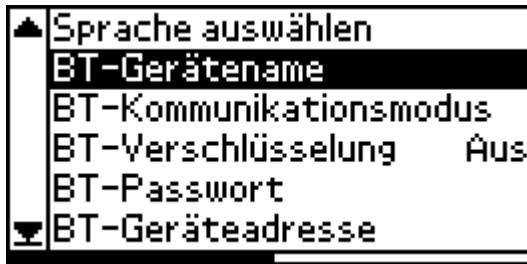 Sprache auswählen
BT-Gerätename
BT-Kommunikationsmodus
BT-Verschlüsselung Aus
BT-Passwort
BT-Geräteadresse